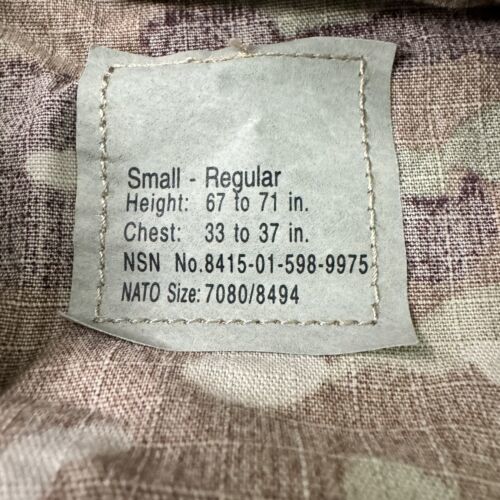 Small - Regular
Height: 67 to 71 in.
Chest: 33 to 37 in.
NSN No.8415-01-598-9975
NATO Size: 7080/8494